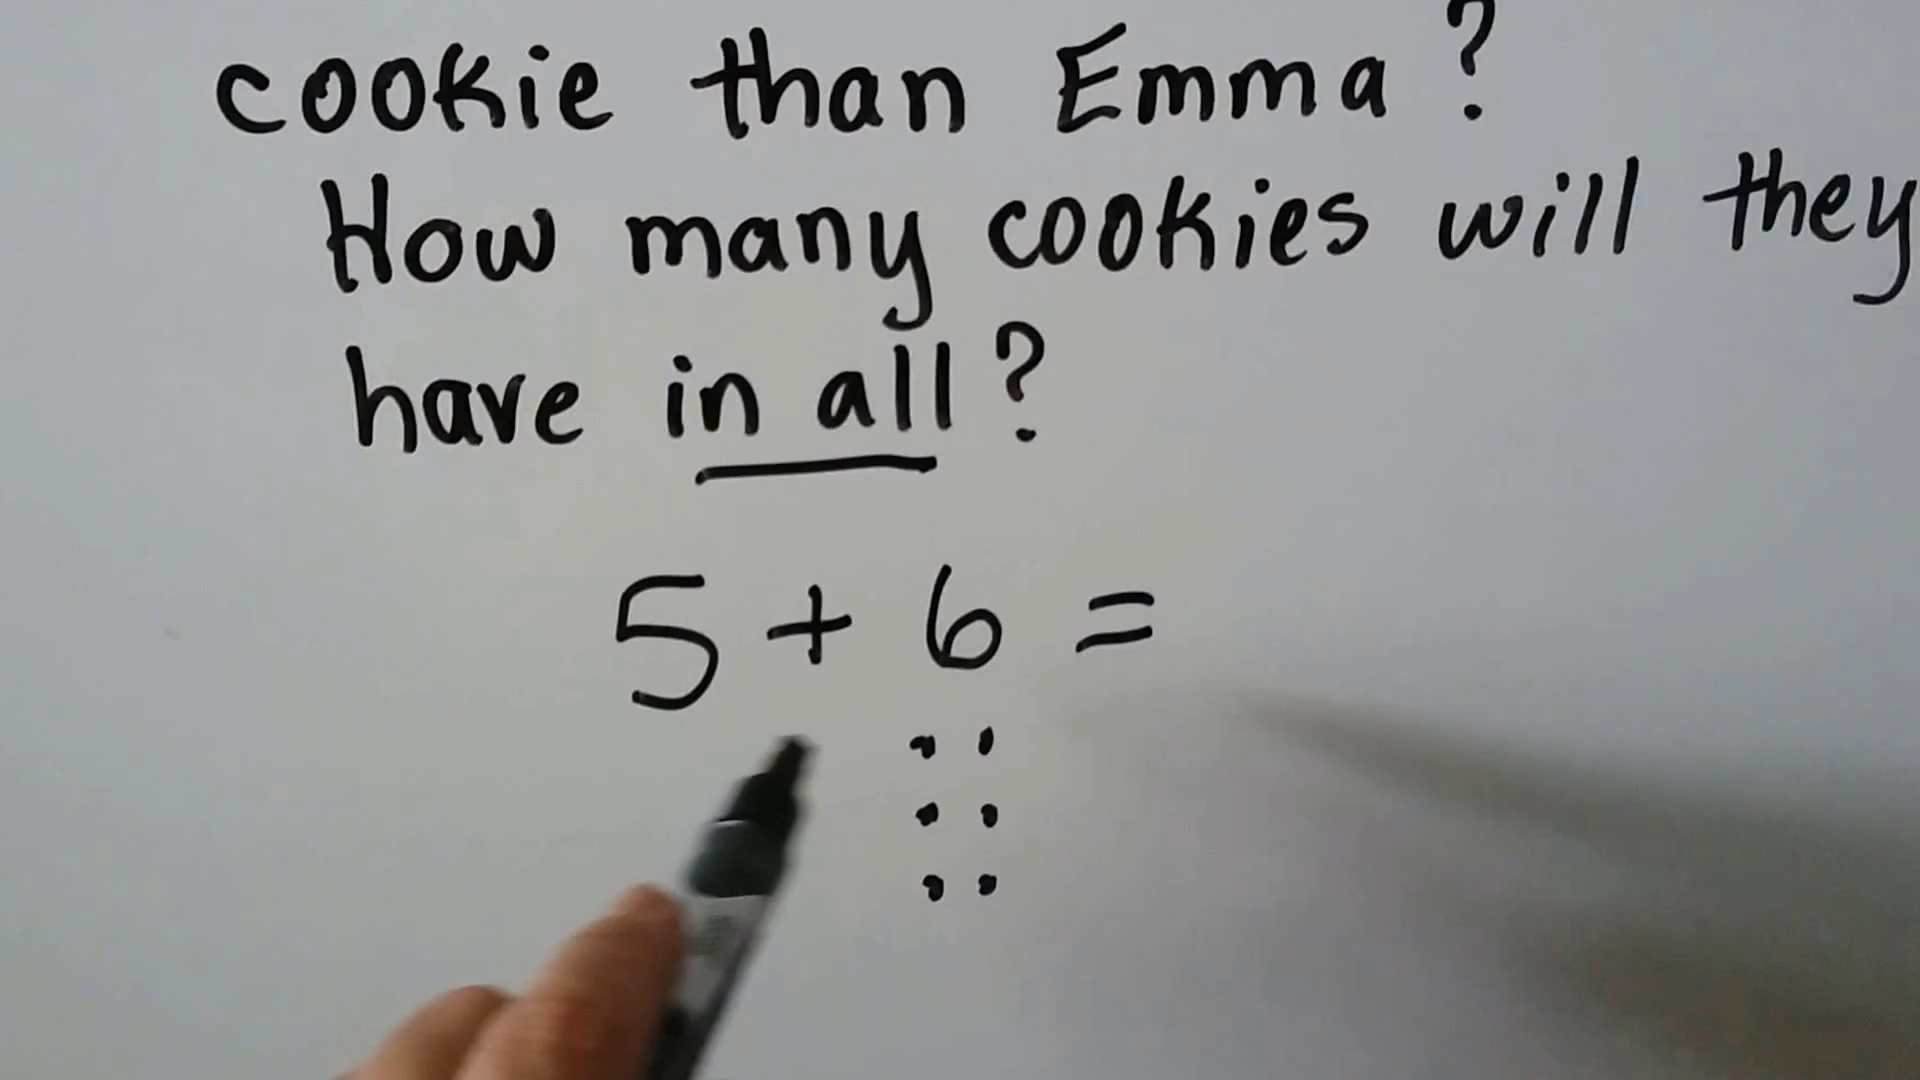 cookie than Emma?
How many cookies will they
have in all?
5 + 6 =